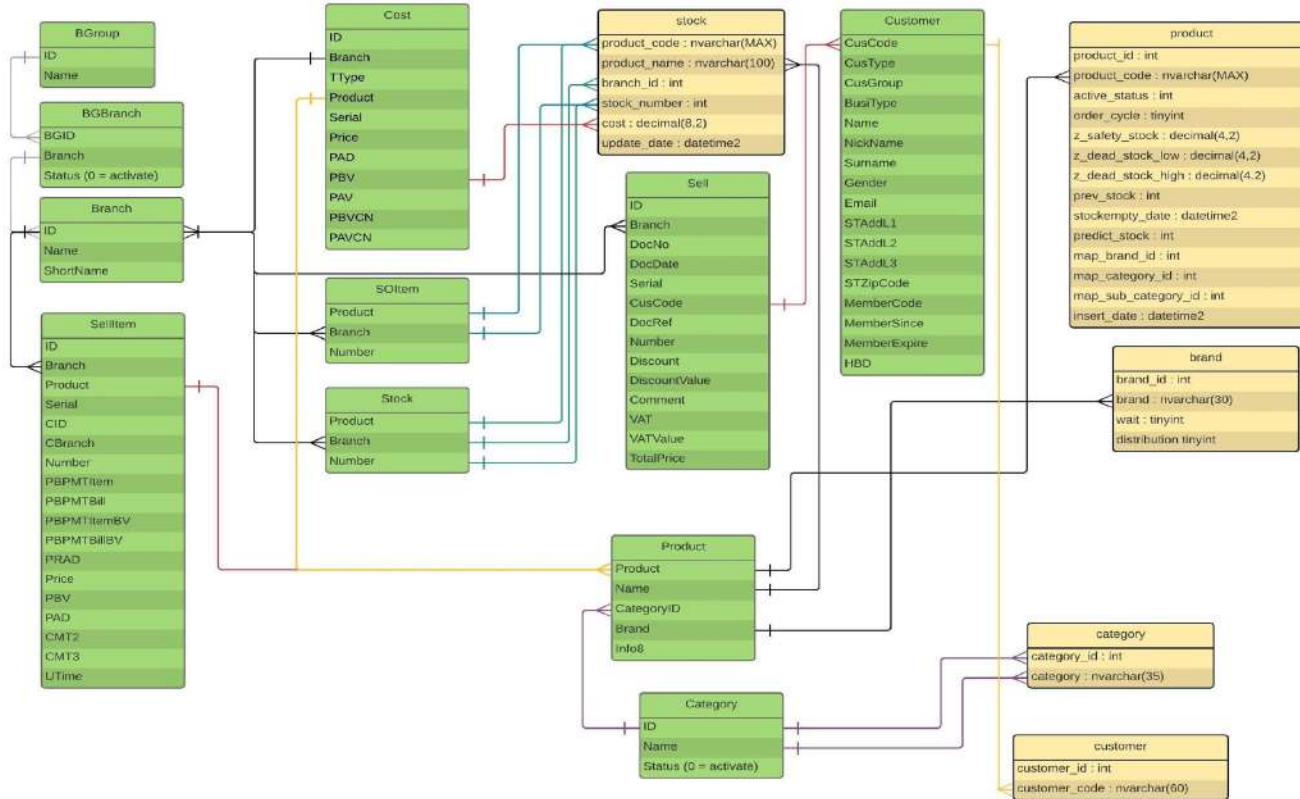 BGroup
ID
Name
BGBranch
BGID
Branch
Status (0 = activate)
Branch
ID
Name
ShortName
SellItem
ID
Branch
Product
Serial
CID
CBranch
Number
PBPMTItem
PBPMTBill
PBPMTItemBV
PBPMTBillBV
PRAD
Price
PBV
PAD
CMT2
CMT3
UTime
Cost
ID
Branch
TType
Product
Serial
Price
PAD
PBV
PAV
PBVCN
PAVCN
SOItem
Product
Branch
Number
Stock
Product
Branch
Number
stock
product_code : nvarchar(MAX)
product_name : nvarchar(100)
branch_id : int
stock_number : int
cost : decimal(8,2)
update_date : datetime2
Sell
ID
Branch
DocNo
DocDate
Serial
CusCode
DocRef
Number
Discount
DiscountValue
Comment
VAT
VATValue
TotalPrice
Product
Product
Name
CategoryID
Brand
Info8
Category
ID
Name
Status (0 = activate)
Customer
CusCode
CusType
CusGroup
BusiType
Name
NickName
Surname
Gender
Email
STAddL1
STAddL2
STAddL3
STZipCode
MemberCode
MemberSince
MemberExpire
HBD
product
product_id : int
product_code : nvarchar(MAX)
active_status : int
order_cycle : tinyint
z_safety_stock : decimal(4,2)
z_dead_stock_low : decimal(4,2)
z_dead_stock_high : decimal(4.2)
prev_stock : int
stockempty_date : datetime2
predict_stock : int
map_brand_id : int
map_category_id : int
map_sub_category_id : int
insert_date : datetime2
brand
brand_id : int
brand : nvarchar(30)
wait : tinyint
distribution tinyint
category
category_id : int
category : nvarchar(35)
customer
customer_id : int
customer_code : nvarchar(60)